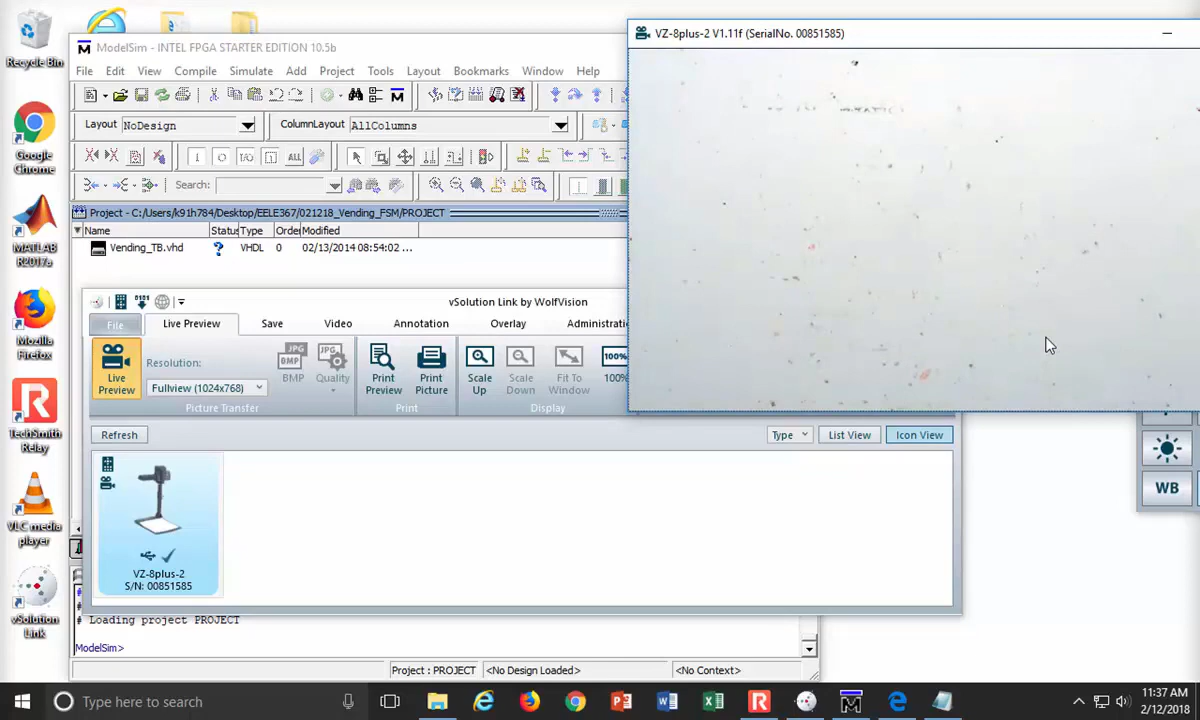 Recycle Bin
Google Chrome
MATLAB R2017a
Mozilla Firefox
TechSmith Relay
VLC media player
vSolution Link
ModelSim - INTEL FPGA STARTER EDITION 10.5b
File Edit View Compile Simulate Add Project Tools Layout Bookmarks Window Help
Layout NoDesign ColumnLayout AllColumns
ALL
Search:
Project - C:/Users/k91h784/Desktop/EELE367/021218_Vending_FSM/PROJECT
Name Status Type Order Modified
Vending_TB.vhd ? VHDL 0 02/13/2014 08:54:02 ...
VZ-8plus-2 V1.11f (SerialNo. 00851585)
vSolution Link by WolfVision
File Live Preview Save Video Annotation Overlay Administrati
Live Preview
Resolution:
Fullview (1024x768)
Picture Transfer
JPG BMP
BMP
JPG
Quality
Print Preview
Print Picture
Print
Scale Up
Scale Down
Fit To Window
100%
100%
Display
Refresh Type List View Icon View
VZ-8plus-2
S/N: 00851585
WB
# Loading project PROJECT
ModelSim>
Project : PROJECT <No Design Loaded> <No Context>
Type here to search
11:37 AM
2/12/2018